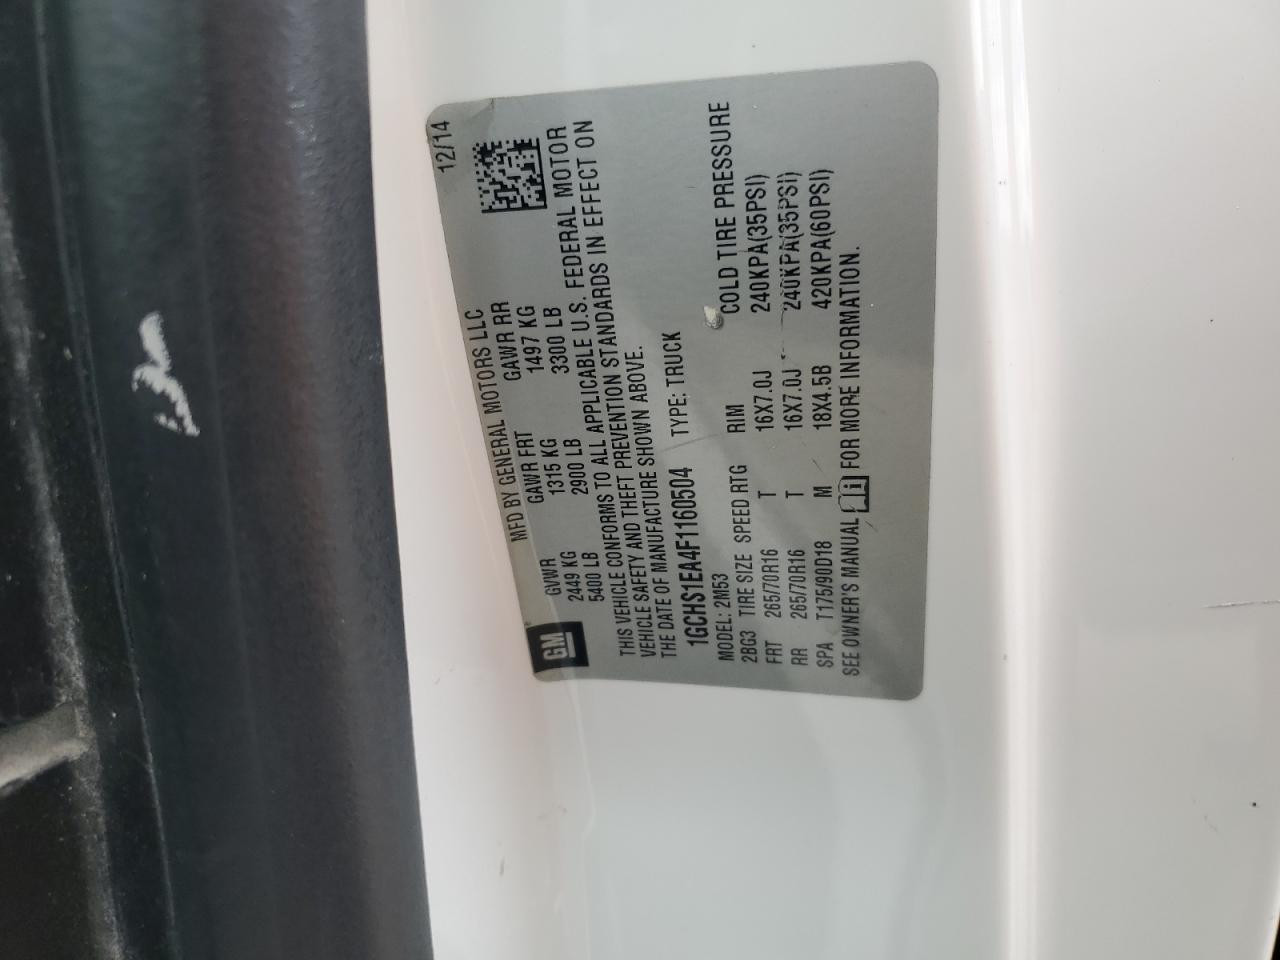 GM
MFD BY GENERAL MOTORS LLC 12/14
GVWR GAWR FRT GAWR RR
2449 KG 1315 KG 1497 KG
5400 LB 2900 LB 3300 LB
THIS VEHICLE CONFORMS TO ALL APPLICABLE U.S. FEDERAL MOTOR
VEHICLE SAFETY AND THEFT PREVENTION STANDARDS IN EFFECT ON
THE DATE OF MANUFACTURE SHOWN ABOVE.
1GCHS1EA4F1160504 TYPE: TRUCK
MODEL: 2M53
2BG3 TIRE SIZE SPEED RTG RIM COLD TIRE PRESSURE
FRT 265/70R16 T 16X7.0J 240KPA(35PSI)
RR 265/70R16 T 16X7.0J 240KPA(35PSI)
SPA T175/90D18 M 18X4.5B 420KPA(60PSI)
SEE OWNER'S MANUAL i FOR MORE INFORMATION.